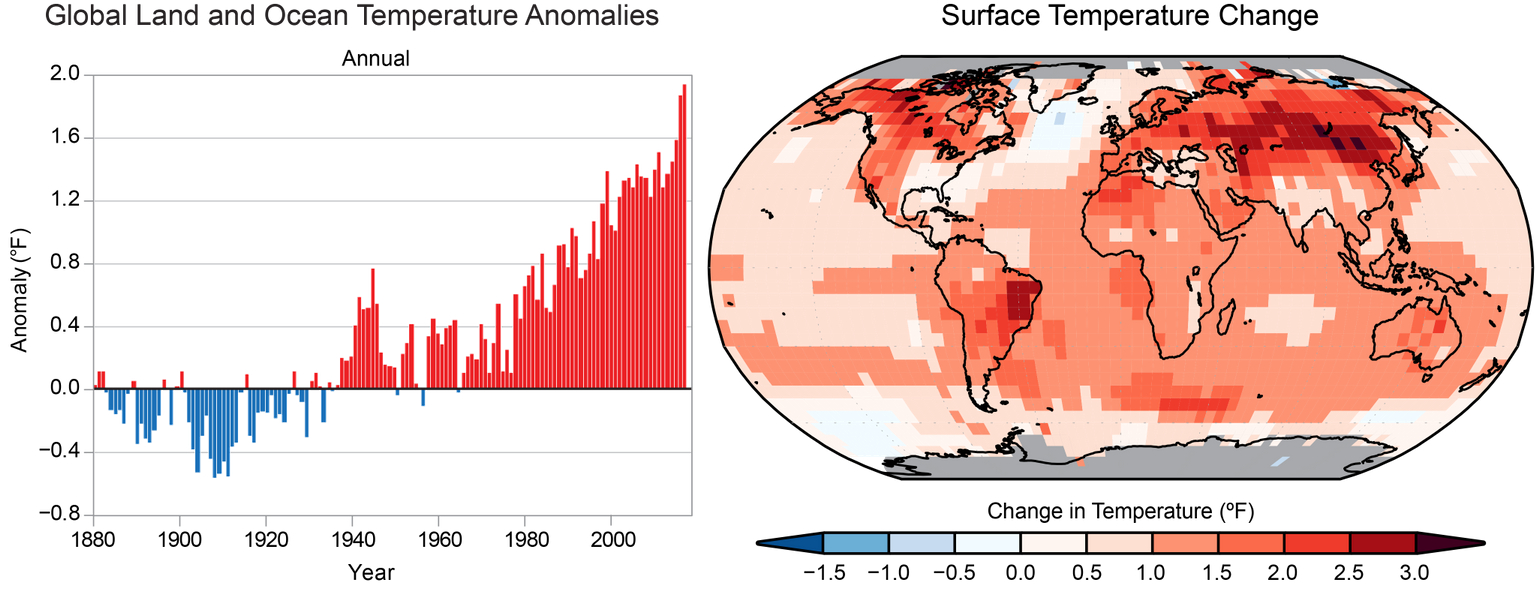 Global Land and Ocean Temperature Anomalies
Annual
Anomaly (°F)
2.0
1.6
1.2
0.8
0.4
0.0
−0.4
−0.8
1880 1900 1920 1940 1960 1980 2000
Year
Surface Temperature Change
Change in Temperature (ºF)
−1.5 −1.0 −0.5 0.0 0.5 1.0 1.5 2.0 2.5 3.0